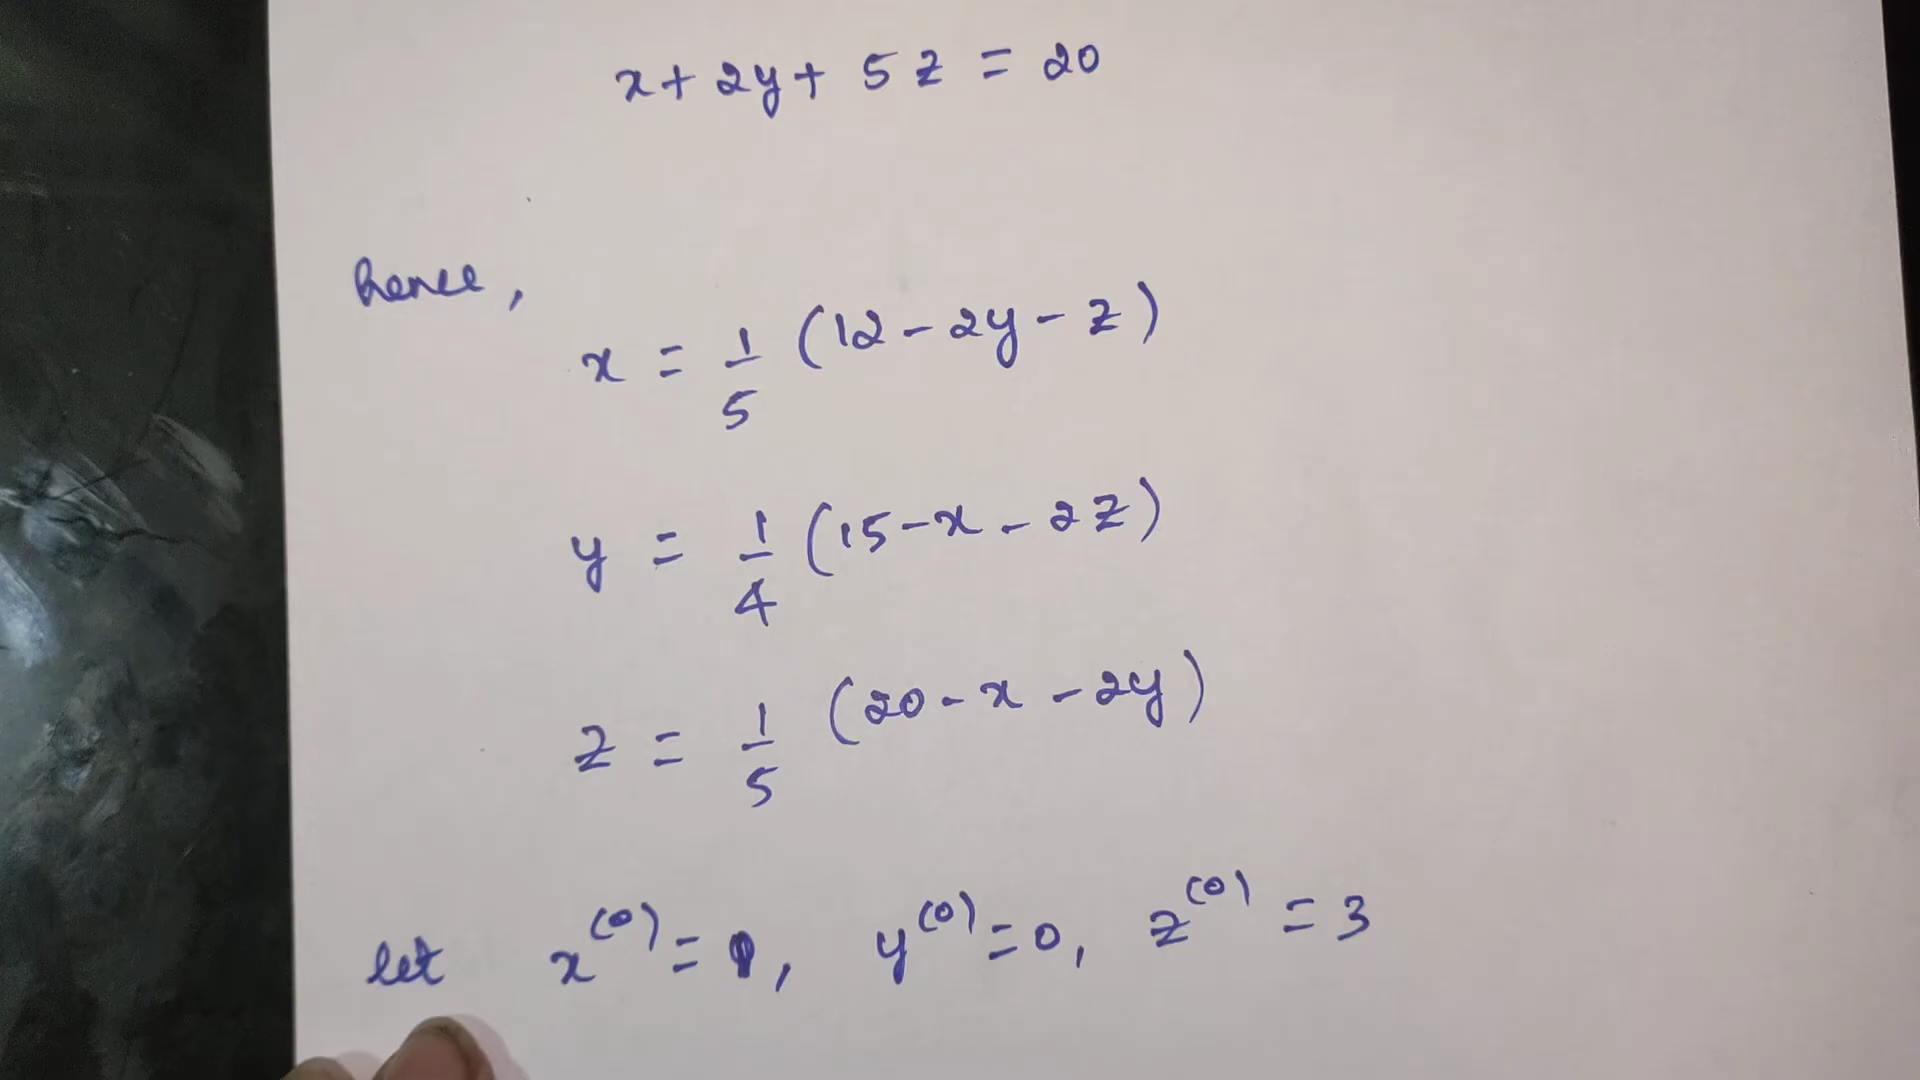 x + 2y + 5z = 20
hence,
x = 1/5 (12 - 2y - z)
y = 1/4 (15 - x - 2z)
z = 1/5 (20 - x - 2y)
let x^(0) = , y^(0) = 0, z^(0) = 3